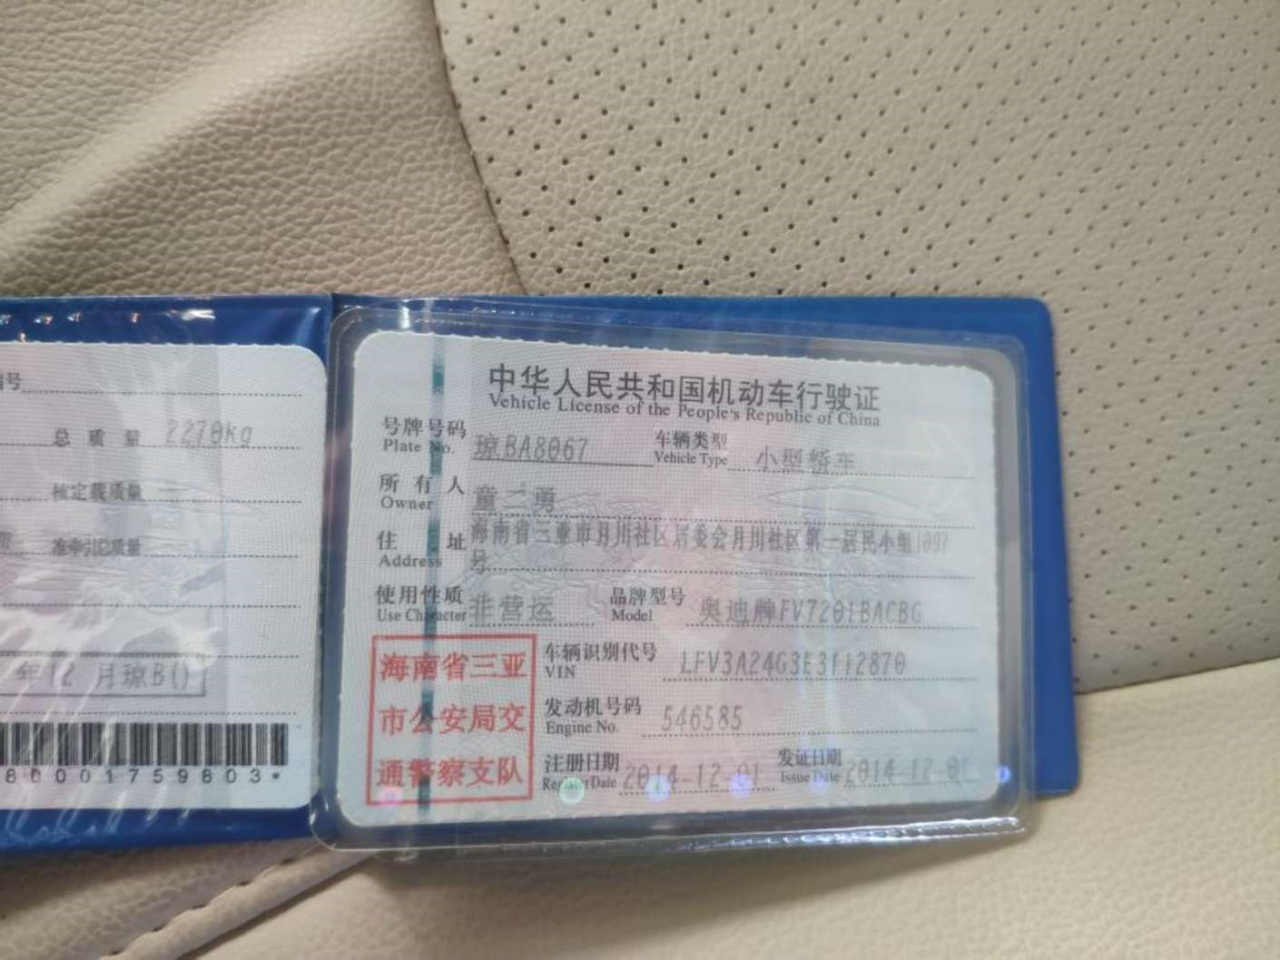 号
总 质 量 2270kg
核定载质量 —
准牵引总质量 —
年12 月琼B()
80001759803*
中华人民共和国机动车行驶证
Vehicle License of the People's Republic of China
号牌号码 琼BA8067 车辆类型 小型轿车
Plate No. Vehicle Type
所 有 人 童二勇
Owner
住 址 海南省三亚市月川社区居委会月川社区第一居民小组1097
Address 号
使用性质 非营运 品牌型号 奥迪牌FV7201BACBG
Use Character Model
海南省三亚
市公安局交
通警察支队
车辆识别代号 LFV3A24G3E3112870
VIN
发动机号码 546585
Engine No.
注册日期 2014-12-01 发证日期 2014-12-01
Register Date Issue Date